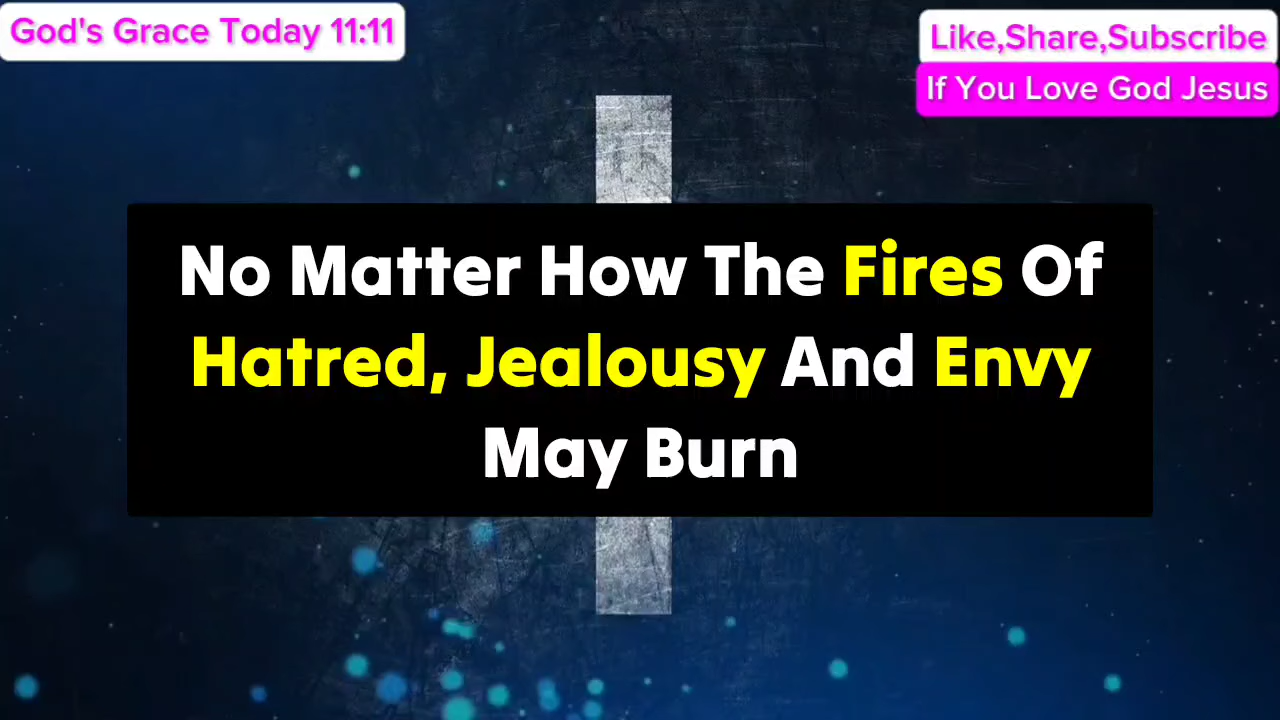 God's Grace Today 11:11
Like,Share,Subscribe
If You Love God Jesus
No Matter How The Fires Of
Hatred, Jealousy And Envy
May Burn